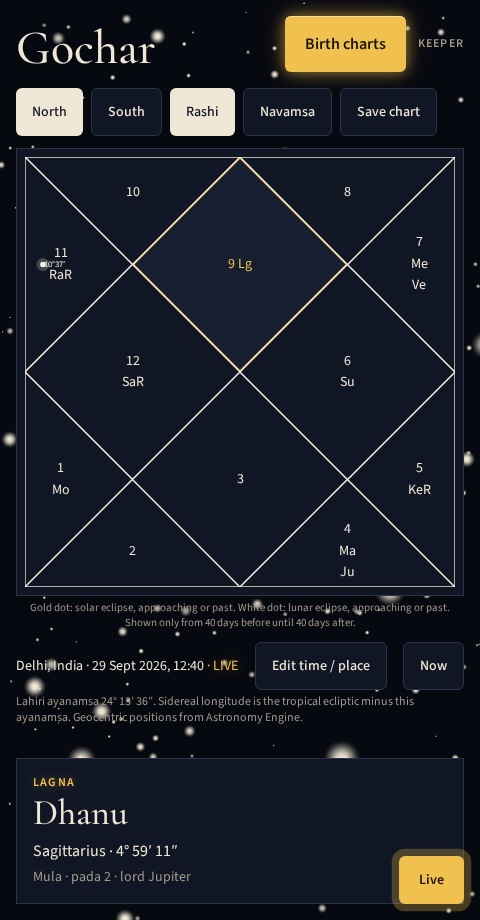 Gochar
Birth charts
KEEPER
North
South
Rashi
Navamsa
Save chart
10
8
9 Lg
11
10°37′
RaR
7
Me
Ve
12
SaR
6
Su
1
Mo
3
5
KeR
2
4
Ma
Ju
Gold dot: solar eclipse, approaching or past. White dot: lunar eclipse, approaching or past.
Shown only from 40 days before until 40 days after.
Delhi, India · 29 Sept 2026, 12:40 · LIVE
Edit time / place
Now
Lahiri ayanamsa 24° 13′ 36″. Sidereal longitude is the tropical ecliptic minus this
ayanamsa. Geocentric positions from Astronomy Engine.
LAGNA
Dhanu
Sagittarius · 4° 59′ 11″
Mula · pada 2 · lord Jupiter
Live